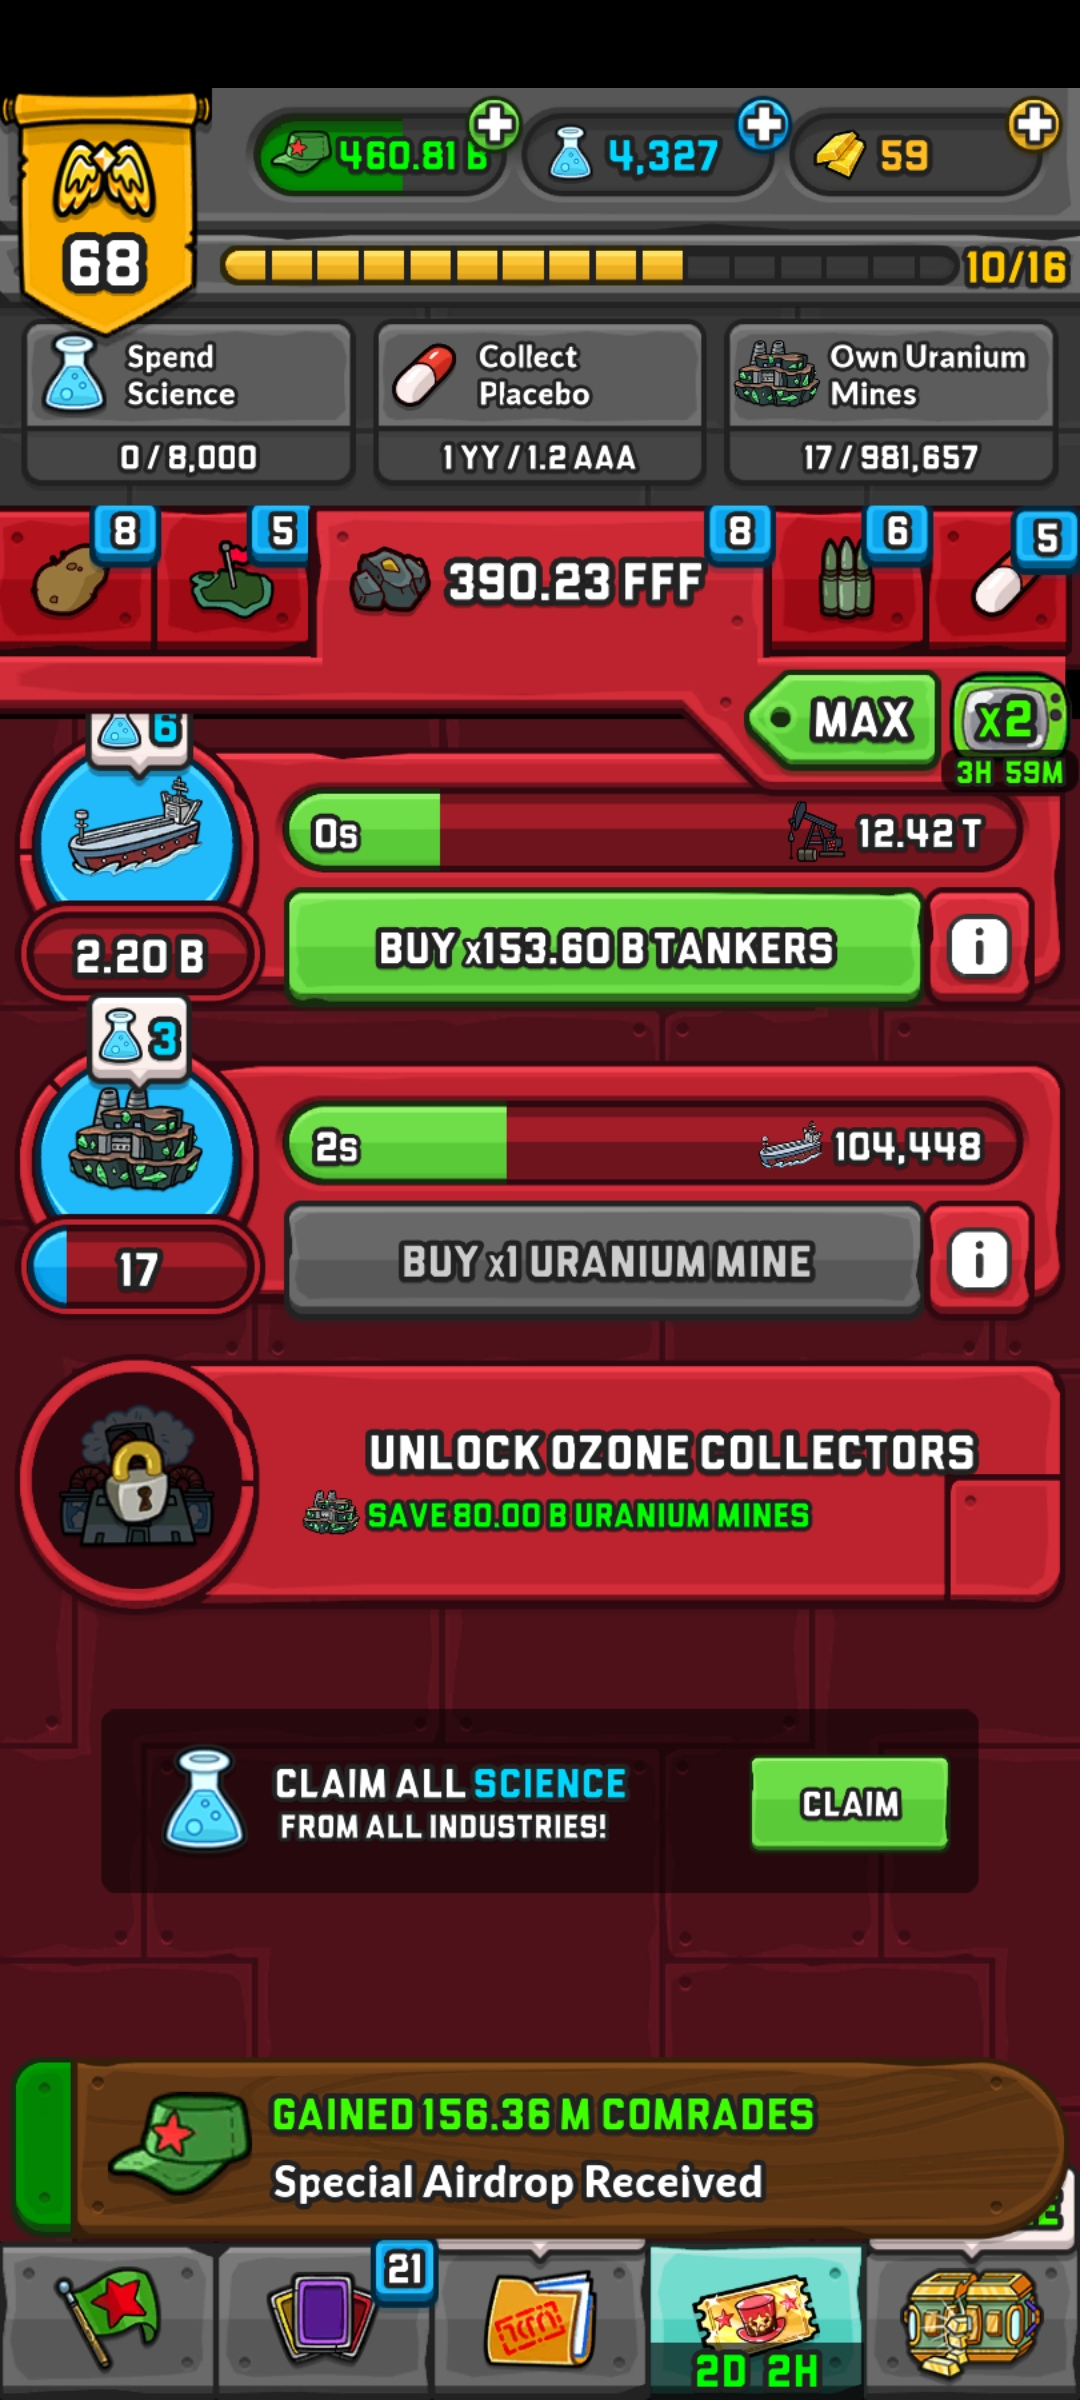 460.81 B
4,327
59
68
10/16
Spend
Science
0 / 8,000
Collect
Placebo
1 YY / 1.2 AAA
Own Uranium
Mines
17 / 981,657
8
5
390.23 FFF
8
6
5
MAX
x2
3H 59M
6
0s
12.42 T
2.20 B
BUY x153.60 B TANKERS
i
3
2s
104,448
17
BUY x1 URANIUM MINE
i
UNLOCK OZONE COLLECTORS
SAVE 80.00 B URANIUM MINES
CLAIM ALL SCIENCE
FROM ALL INDUSTRIES!
CLAIM
GAINED 156.36 M COMRADES
Special Airdrop Received
21
2D 2H